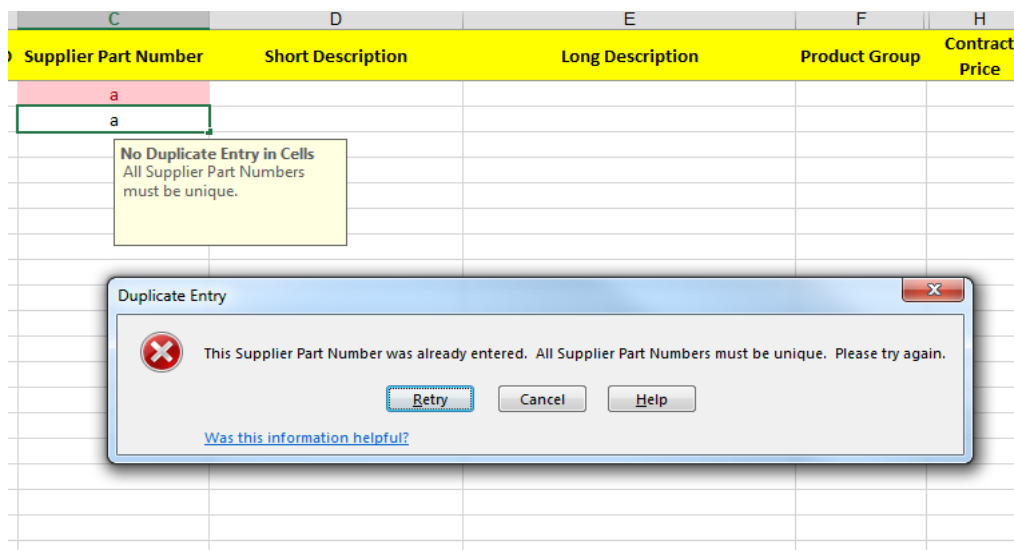 C D E F H
Supplier Part Number Short Description Long Description Product Group Contract Price
a
a
No Duplicate Entry in Cells
All Supplier Part Numbers
must be unique.
Duplicate Entry
This Supplier Part Number was already entered.  All Supplier Part Numbers must be unique.  Please try again.
Retry Cancel Help
Was this information helpful?